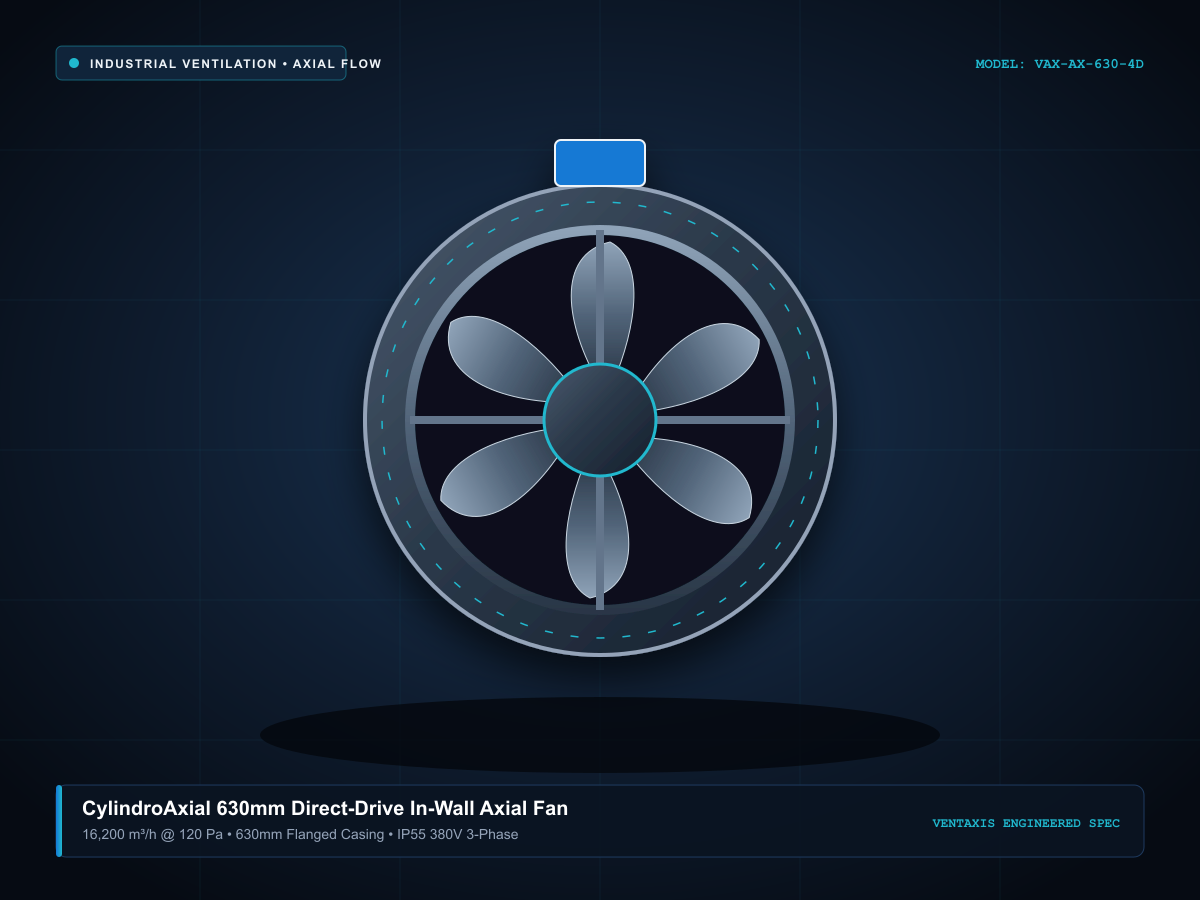 INDUSTRIAL VENTILATION • AXIAL FLOW
MODEL: VAX-AX-630-4D
CylindroAxial 630mm Direct-Drive In-Wall Axial Fan
16,200 m³/h @ 120 Pa • 630mm Flanged Casing • IP55 380V 3-Phase
VENTAXIS ENGINEERED SPEC